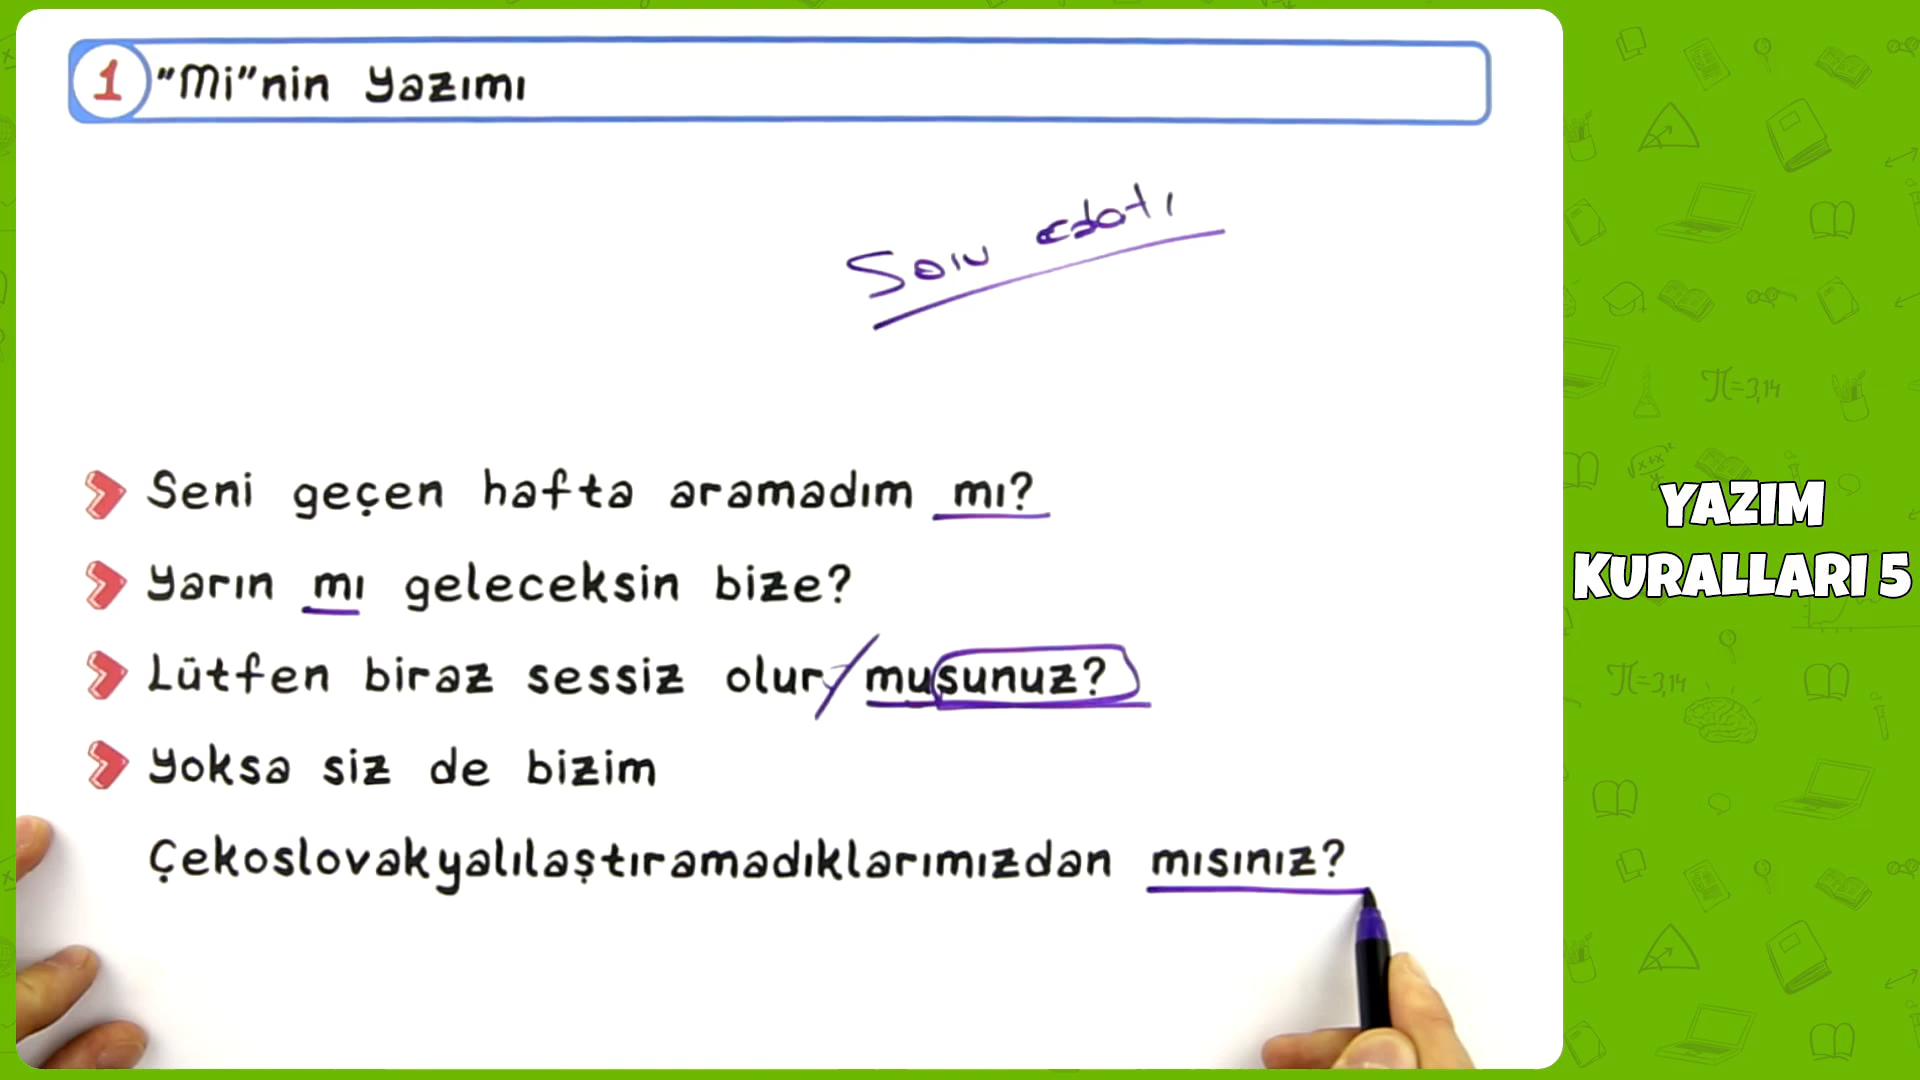 1 "Mi"nin Yazımı
Soru edatı
Seni geçen hafta aramadım mı?
Yarın mı geleceksin bize?
Lütfen biraz sessiz olur musunuz?
Yoksa siz de bizim
Çekoslovakyalılaştıramadıklarımızdan mısınız?
YAZIM
KURALLARI 5
π=3,14
π=3,14